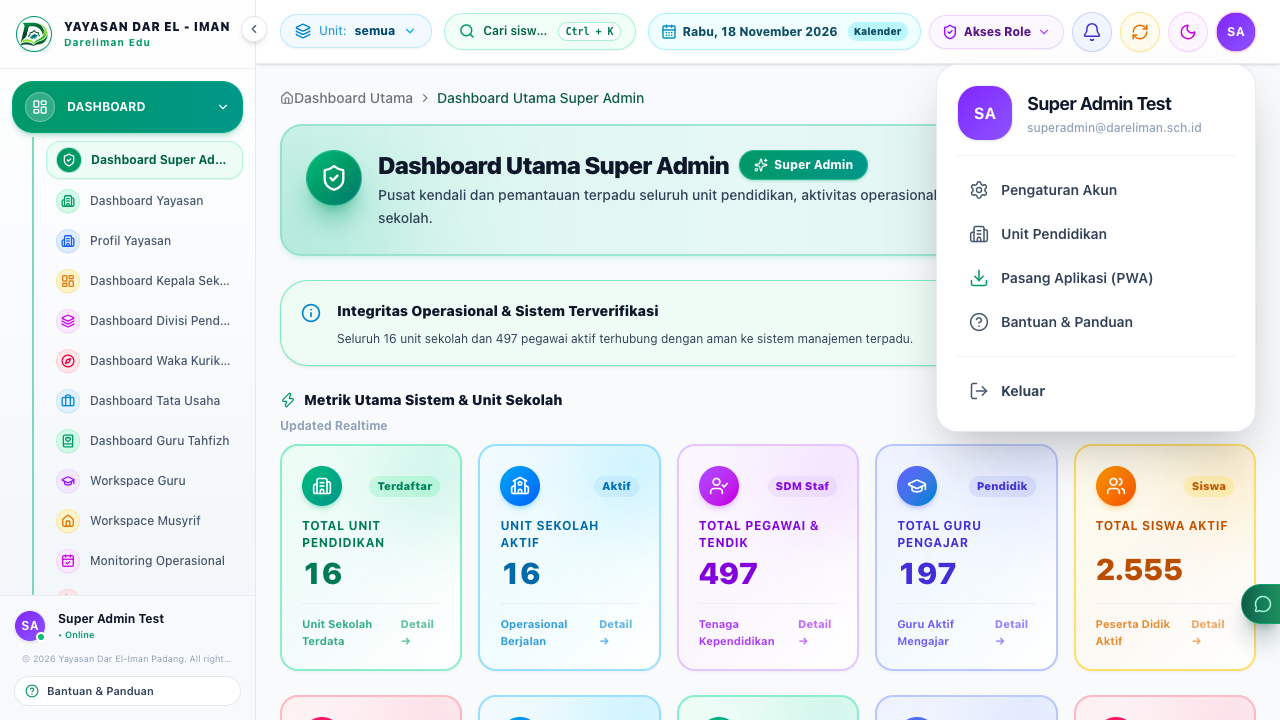 YAYASAN DAR EL - IMAN
Dareliman Edu
Unit: semua
Cari sisw... Ctrl + K
Rabu, 18 November 2026 Kalender
Akses Role
SA
DASHBOARD
Dashboard Super Ad...
Dashboard Yayasan
Profil Yayasan
Dashboard Kepala Sek...
Dashboard Divisi Pend...
Dashboard Waka Kurik...
Dashboard Tata Usaha
Dashboard Guru Tahfizh
Workspace Guru
Workspace Musyrif
Monitoring Operasional
SA
Super Admin Test
• Online
© 2026 Yayasan Dar El-Iman Padang. All right...
Bantuan & Panduan
Dashboard Utama > Dashboard Utama Super Admin
Dashboard Utama Super Admin
Super Admin
Pusat kendali dan pemantauan terpadu seluruh unit pendidikan, aktivitas operasional
sekolah.
Integritas Operasional & Sistem Terverifikasi
Seluruh 16 unit sekolah dan 497 pegawai aktif terhubung dengan aman ke sistem manajemen terpadu.
Metrik Utama Sistem & Unit Sekolah
Updated Realtime
Terdaftar
TOTAL UNIT
PENDIDIKAN
16
Unit Sekolah
Terdata
Detail
→
Aktif
UNIT SEKOLAH
AKTIF
16
Operasional
Berjalan
Detail
→
SDM Staf
TOTAL PEGAWAI &
TENDIK
497
Tenaga
Kependidikan
Detail
→
Pendidik
TOTAL GURU
PENGAJAR
197
Guru Aktif
Mengajar
Detail
→
Siswa
TOTAL SISWA AKTIF
2.555
Peserta Didik
Aktif
Detail
→
SA
Super Admin Test
superadmin@dareliman.sch.id
Pengaturan Akun
Unit Pendidikan
Pasang Aplikasi (PWA)
Bantuan & Panduan
Keluar